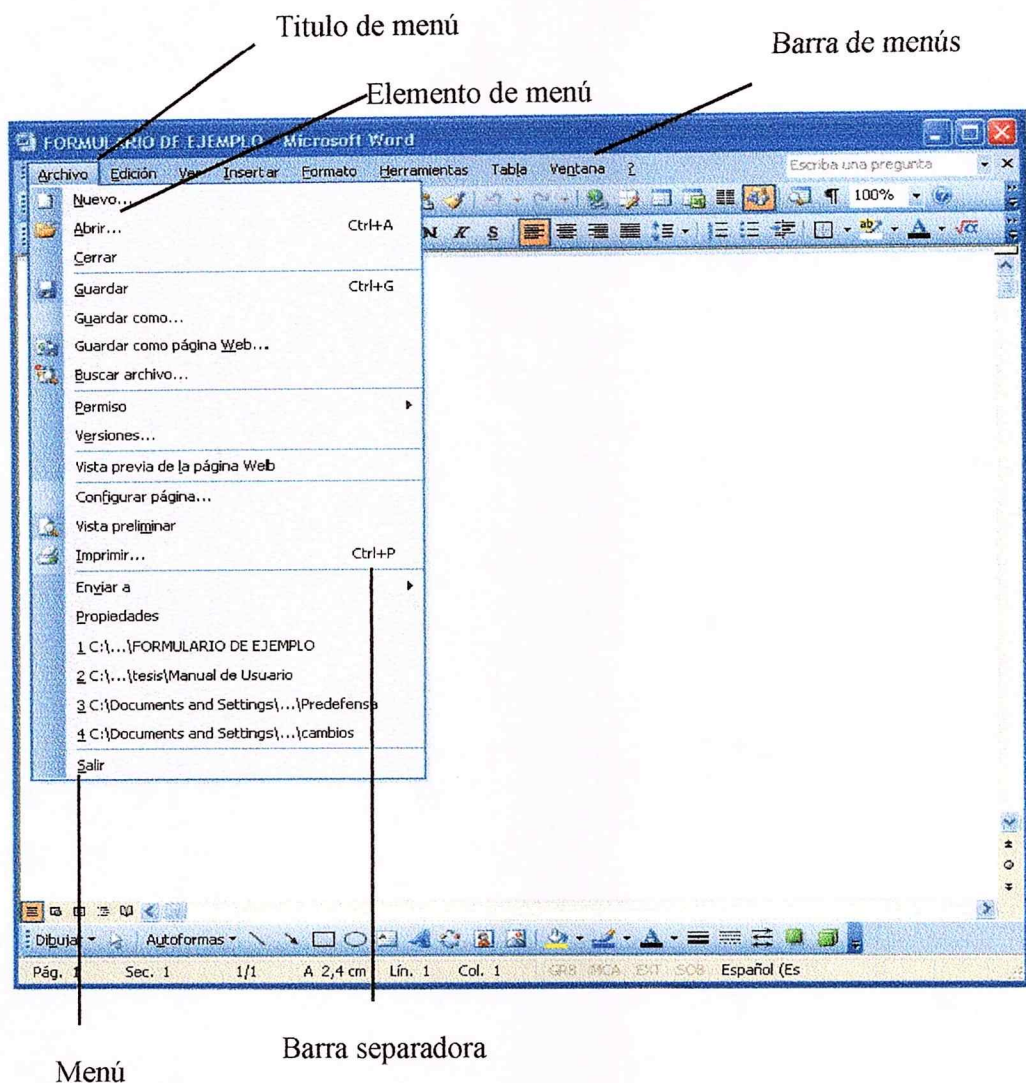 Titulo de menú
Barra de menús
Elemento de menú
FORMULARIO DE EJEMPLO - Microsoft Word
Archivo Edición Ver Insertar Formato Herramientas Tabla Ventana ? Escriba una pregunta
Nuevo... 100%
Abrir... Ctrl+A N K S
Cerrar
Guardar Ctrl+G
Guardar como...
Guardar como página Web...
Buscar archivo...
Permiso
Versiones...
Vista previa de la página Web
Configurar página...
Vista preliminar
Imprimir... Ctrl+P
Enviar a
Propiedades
1 C:\...\FORMULARIO DE EJEMPLO
2 C:\...\tesis\Manual de Usuario
3 C:\Documents and Settings\...\Predefensa
4 C:\Documents and Settings\...\cambios
Salir
Dibujar Autoformas
Pág. 1 Sec. 1 1/1 A 2,4 cm Lín. 1 Col. 1 GRB MCA EXT SOB Español (Es
Barra separadora
Menú